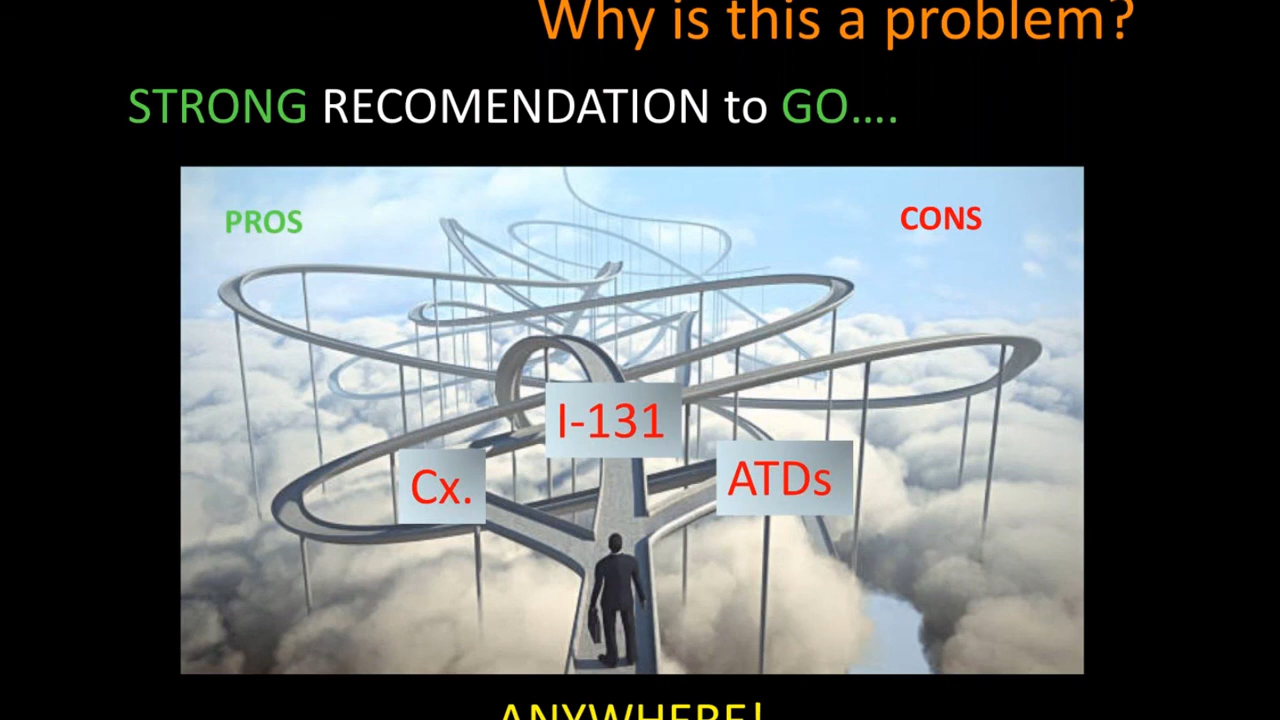 Why is this a problem?
STRONG RECOMENDATION to GO....
PROS
CONS
I-131
Cx.
ATDs
ANYWHERE!